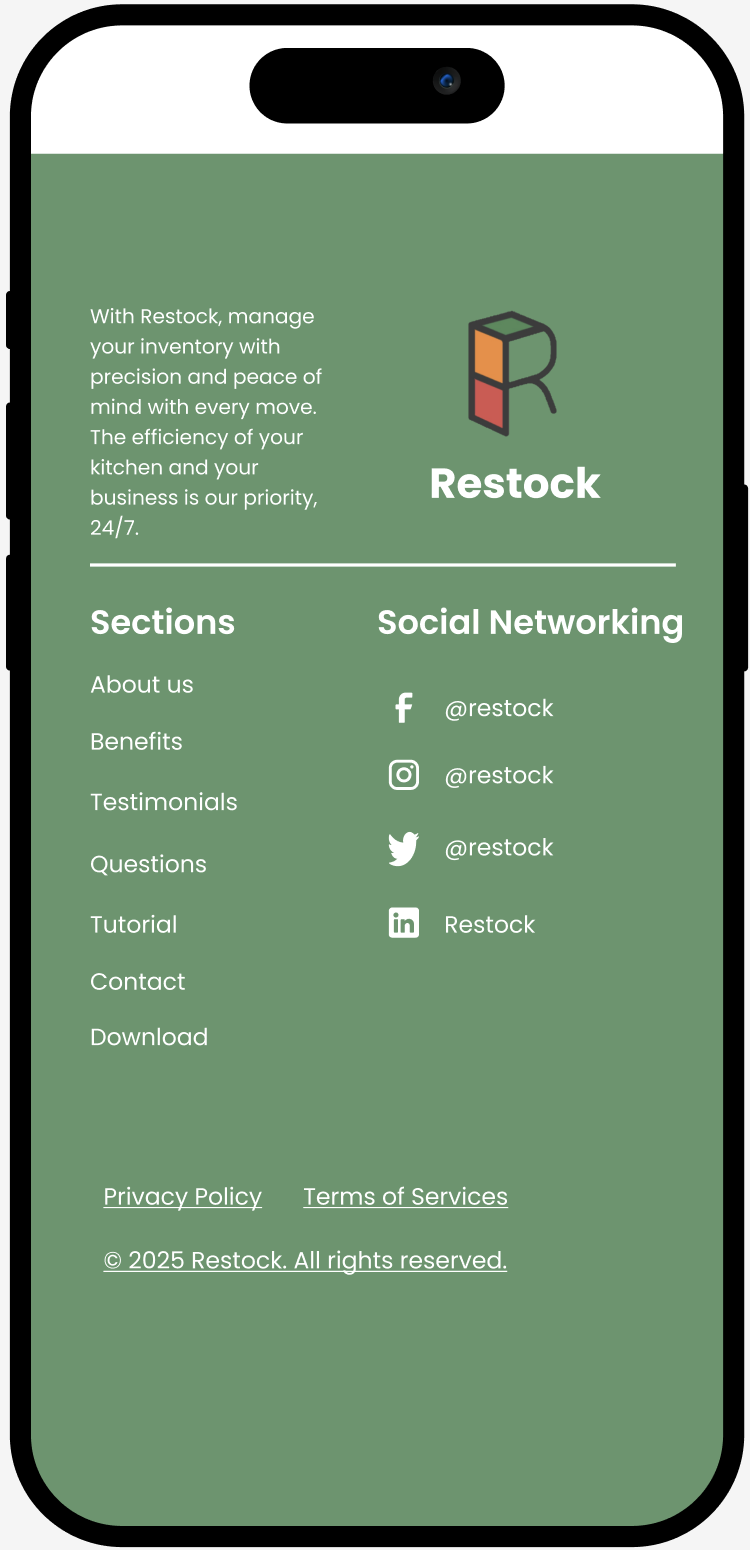 With Restock, manage
your inventory with
precision and peace of
mind with every move.
The efficiency of your
kitchen and your
business is our priority,
24/7.
Restock
Sections
About us
Benefits
Testimonials
Questions
Tutorial
Contact
Download
Social Networking
@restock
@restock
@restock
Restock
Privacy Policy
Terms of Services
© 2025 Restock. All rights reserved.